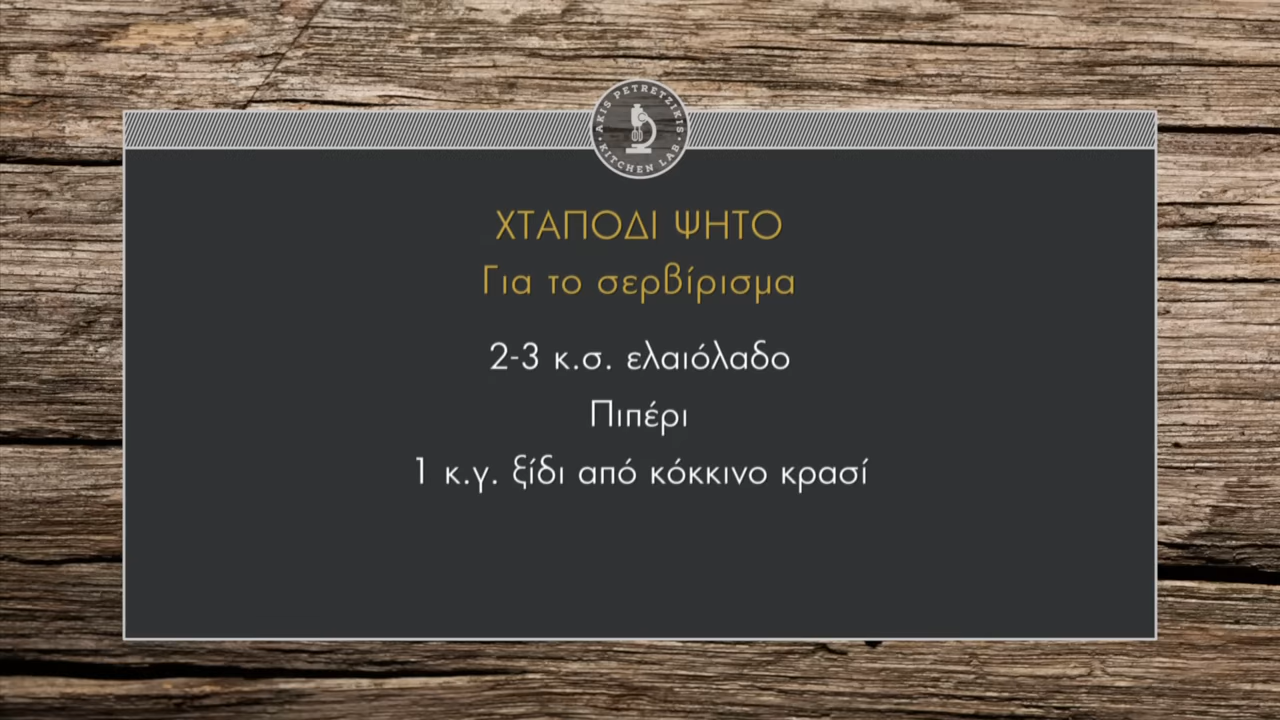 AKIS PETRETZIKIS
KITCHEN LAB
ΧΤΑΠΟΔΙ ΨΗΤΟ
Για το σερβίρισμα
2-3 κ.σ. ελαιόλαδο
Πιπέρι
1 κ.γ. ξίδι από κόκκινο κρασί